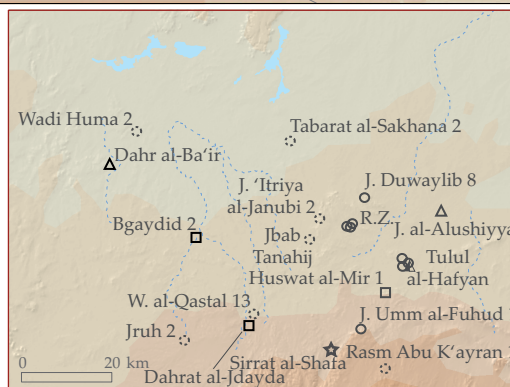 Wadi Huma 2
Tabarat al-Sakhana 2
Dahr al-Ba‘ir
J. ‘Itriya
al-Janubi 2
J. Duwaylib 8
Bgaydid 2
R.Z.
J. al-Alushiyya
Jbab
Tanahij
Tulul
al-Hafyan
Huswat al-Mir 1
W. al-Qastal 13
Jruh 2
J. Umm al-Fuhud
Sirrat al-Shafa
Rasm Abu K‘ayran
Dahrat al-Jdayda
0
20 km